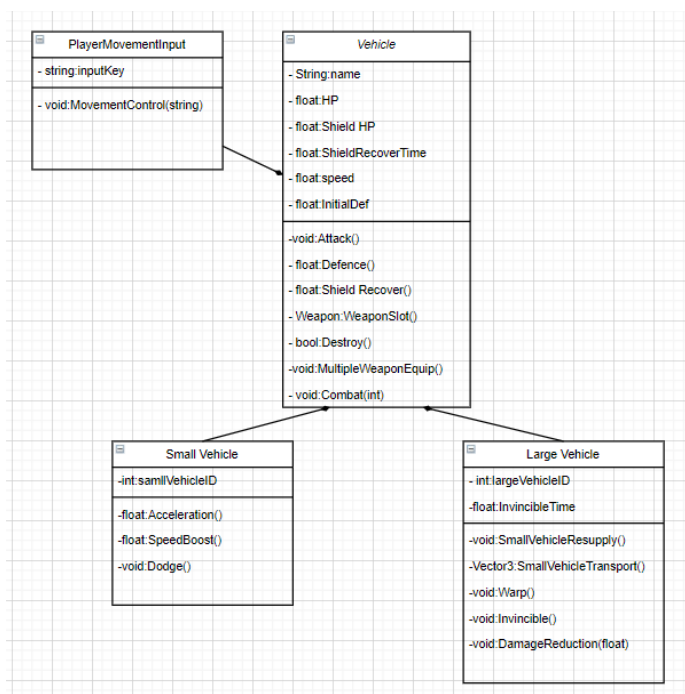 PlayerMovementInput
- string:inputKey
- void:MovementControl(string)
Vehicle
- String:name
- float:HP
- float:Shield HP
- float:ShieldRecoverTime
- float:speed
- float:InitialDef
-void:Attack()
- float:Defence()
- float:Shield Recover()
- Weapon:WeaponSlot()
- bool:Destroy()
-void:MultipleWeaponEquip()
- void:Combat(int)
Small Vehicle
-int:samllVehicleID
-float:Acceleration()
-float:SpeedBoost()
-void:Dodge()
Large Vehicle
- int:largeVehicleID
-float:InvincibleTime
-void:SmallVehicleResupply()
-Vector3:SmallVehicleTransport()
-void:Warp()
-void:Invincible()
-void:DamageReduction(float)